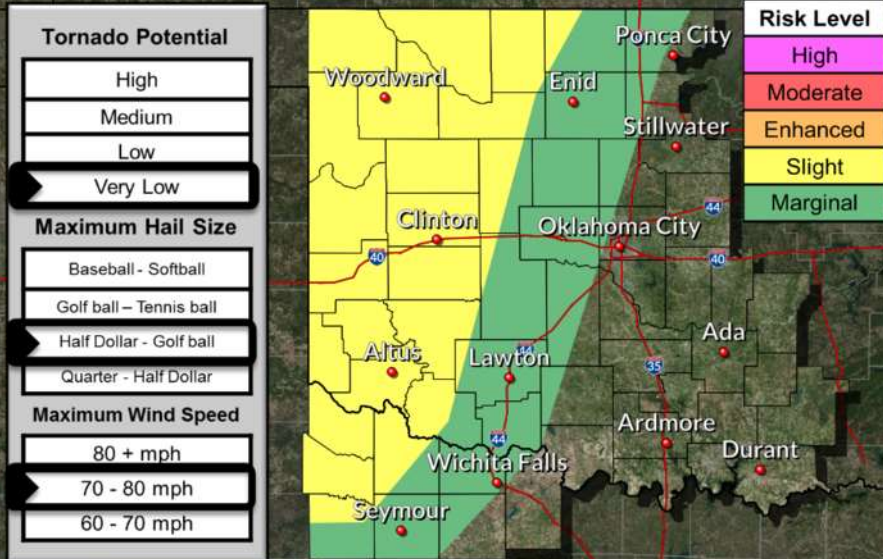 Tornado Potential
High
Medium
Low
Very Low
Maximum Hail Size
Baseball - Softball
Golf ball – Tennis ball
Half Dollar - Golf ball
Quarter - Half Dollar
Maximum Wind Speed
80 + mph
70 - 80 mph
60 - 70 mph
Ponca City
Woodward
Enid
Stillwater
44
Clinton
Oklahoma City
40
40
Altus
Lawton
44
Ada
35
44
Ardmore
Wichita Falls
Durant
Seymour
Risk Level
High
Moderate
Enhanced
Slight
Marginal